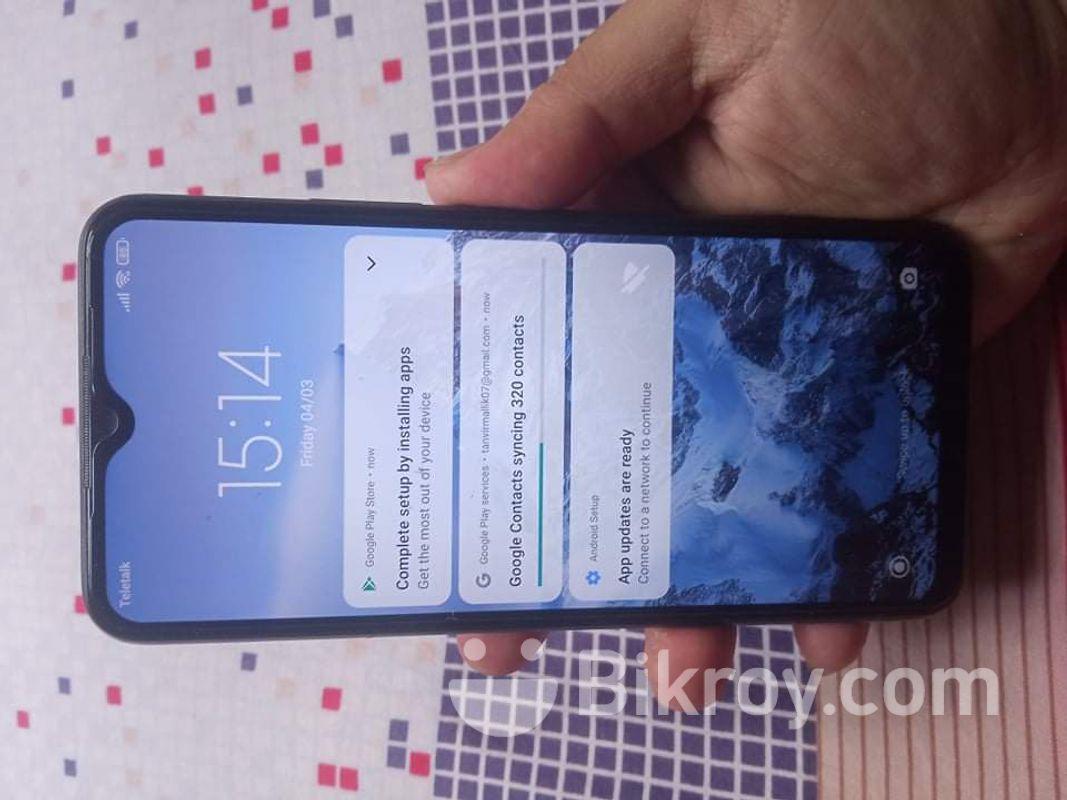 Teletalk
15:14
Friday 04/03
Google Play Store • now
Complete setup by installing apps
Get the most out of your device
Google Play services • tanvirmallik07@gmail.com • now
Google Contacts syncing 320 contacts
Android Setup
App updates are ready
Connect to a network to continue
Bikroy.com